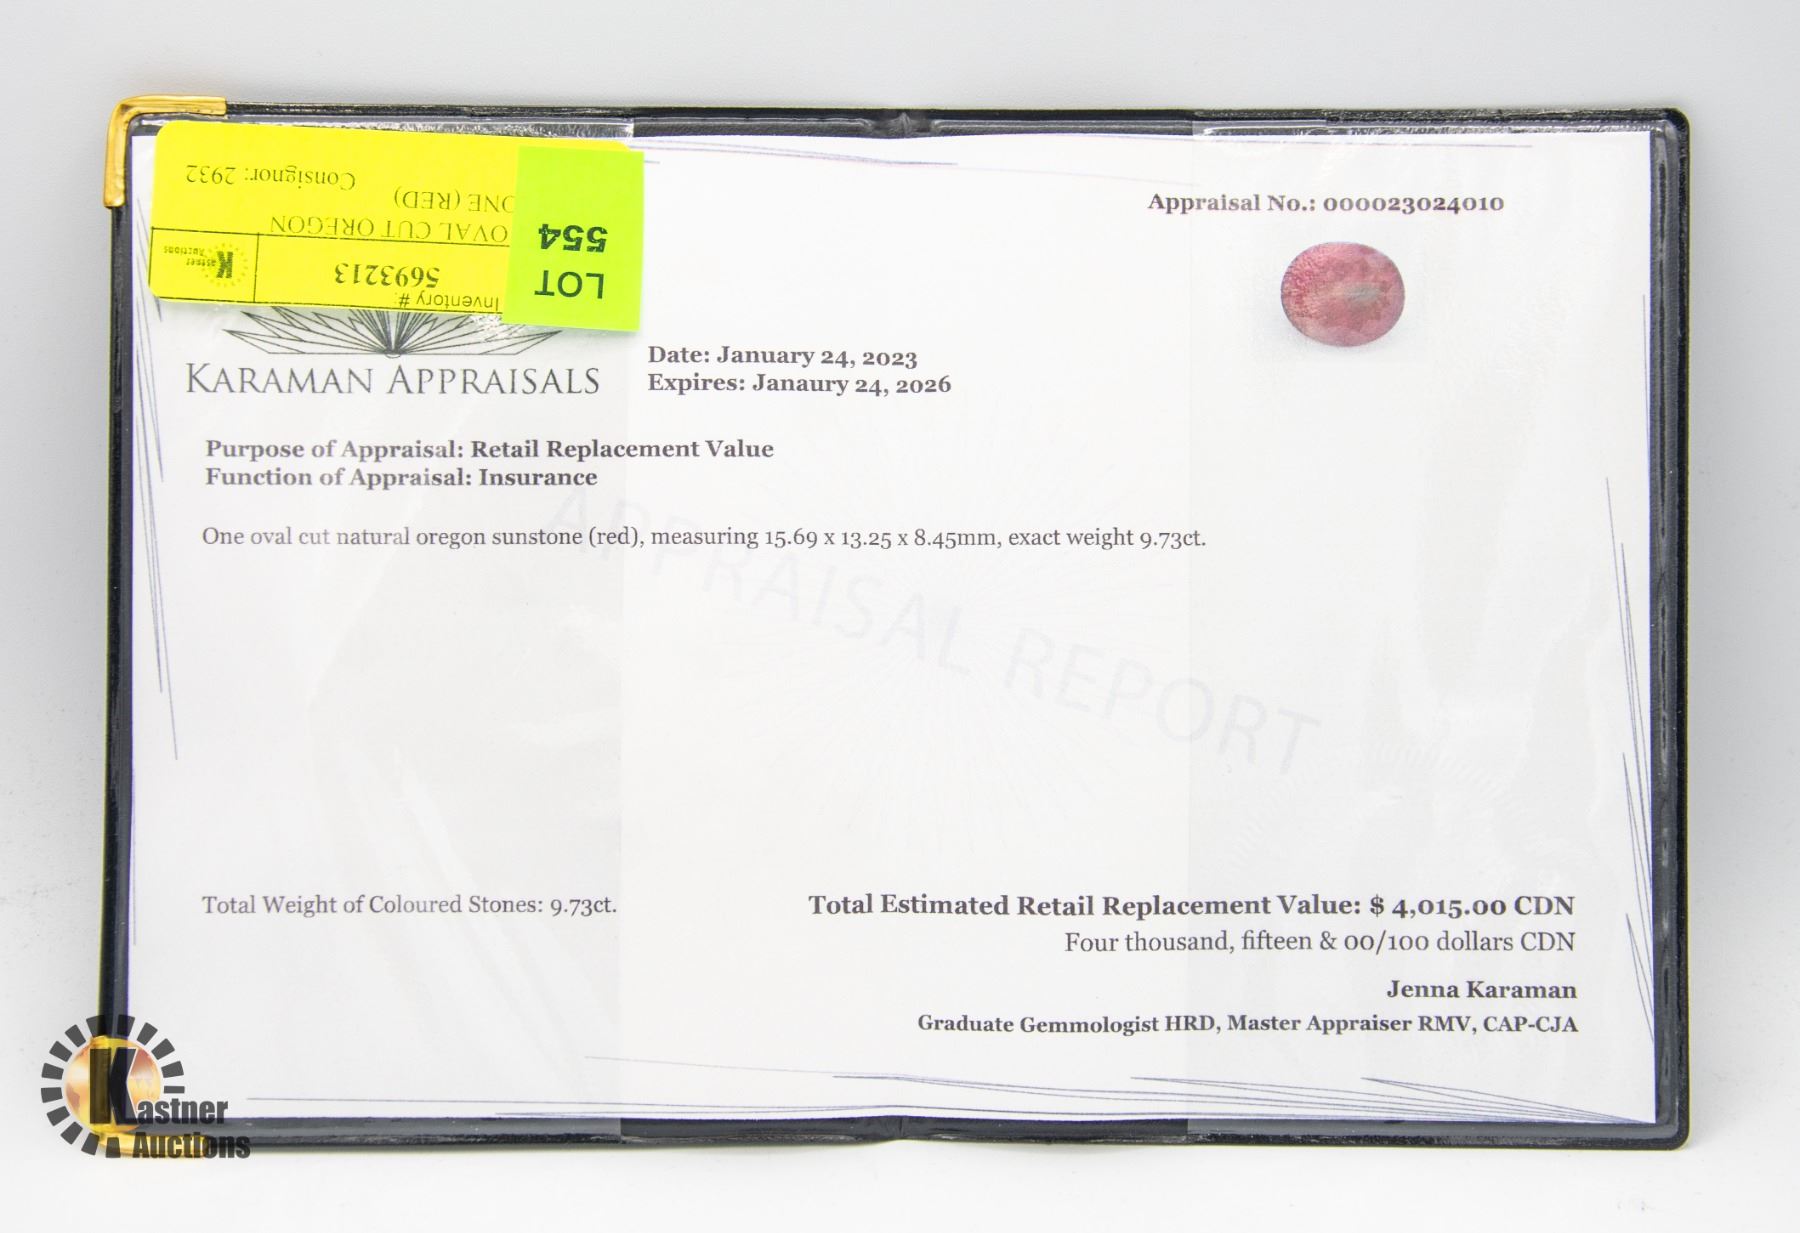 Inventory #:
5693213
Kastner
Auctions
OVAL CUT OREGON
ONE (RED)
Consignor: 2932
LOT
554
Appraisal No.: 000023024010
KARAMAN APPRAISALS
Date: January 24, 2023
Expires: Janaury 24, 2026
Purpose of Appraisal: Retail Replacement Value
Function of Appraisal: Insurance
One oval cut natural oregon sunstone (red), measuring 15.69 x 13.25 x 8.45mm, exact weight 9.73ct.
APPRAISAL REPORT
Total Weight of Coloured Stones: 9.73ct.
Total Estimated Retail Replacement Value: $ 4,015.00 CDN
Four thousand, fifteen & 00/100 dollars CDN
Jenna Karaman
Graduate Gemmologist HRD, Master Appraiser RMV, CAP-CJA
Kastner
Auctions